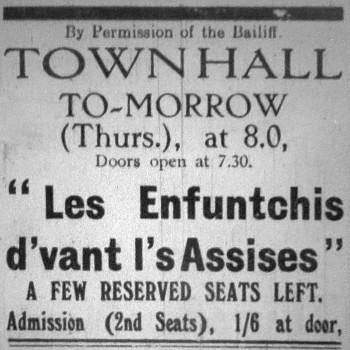 By Permission of the Bailiff.
TOWN HALL
TO-MORROW
(Thurs.), at 8.0,
Doors open at 7.30.
“Les Enfuntchis
d'vant l's Assises”
A FEW RESERVED SEATS LEFT.
Admission (2nd Seats), 1/6 at door,